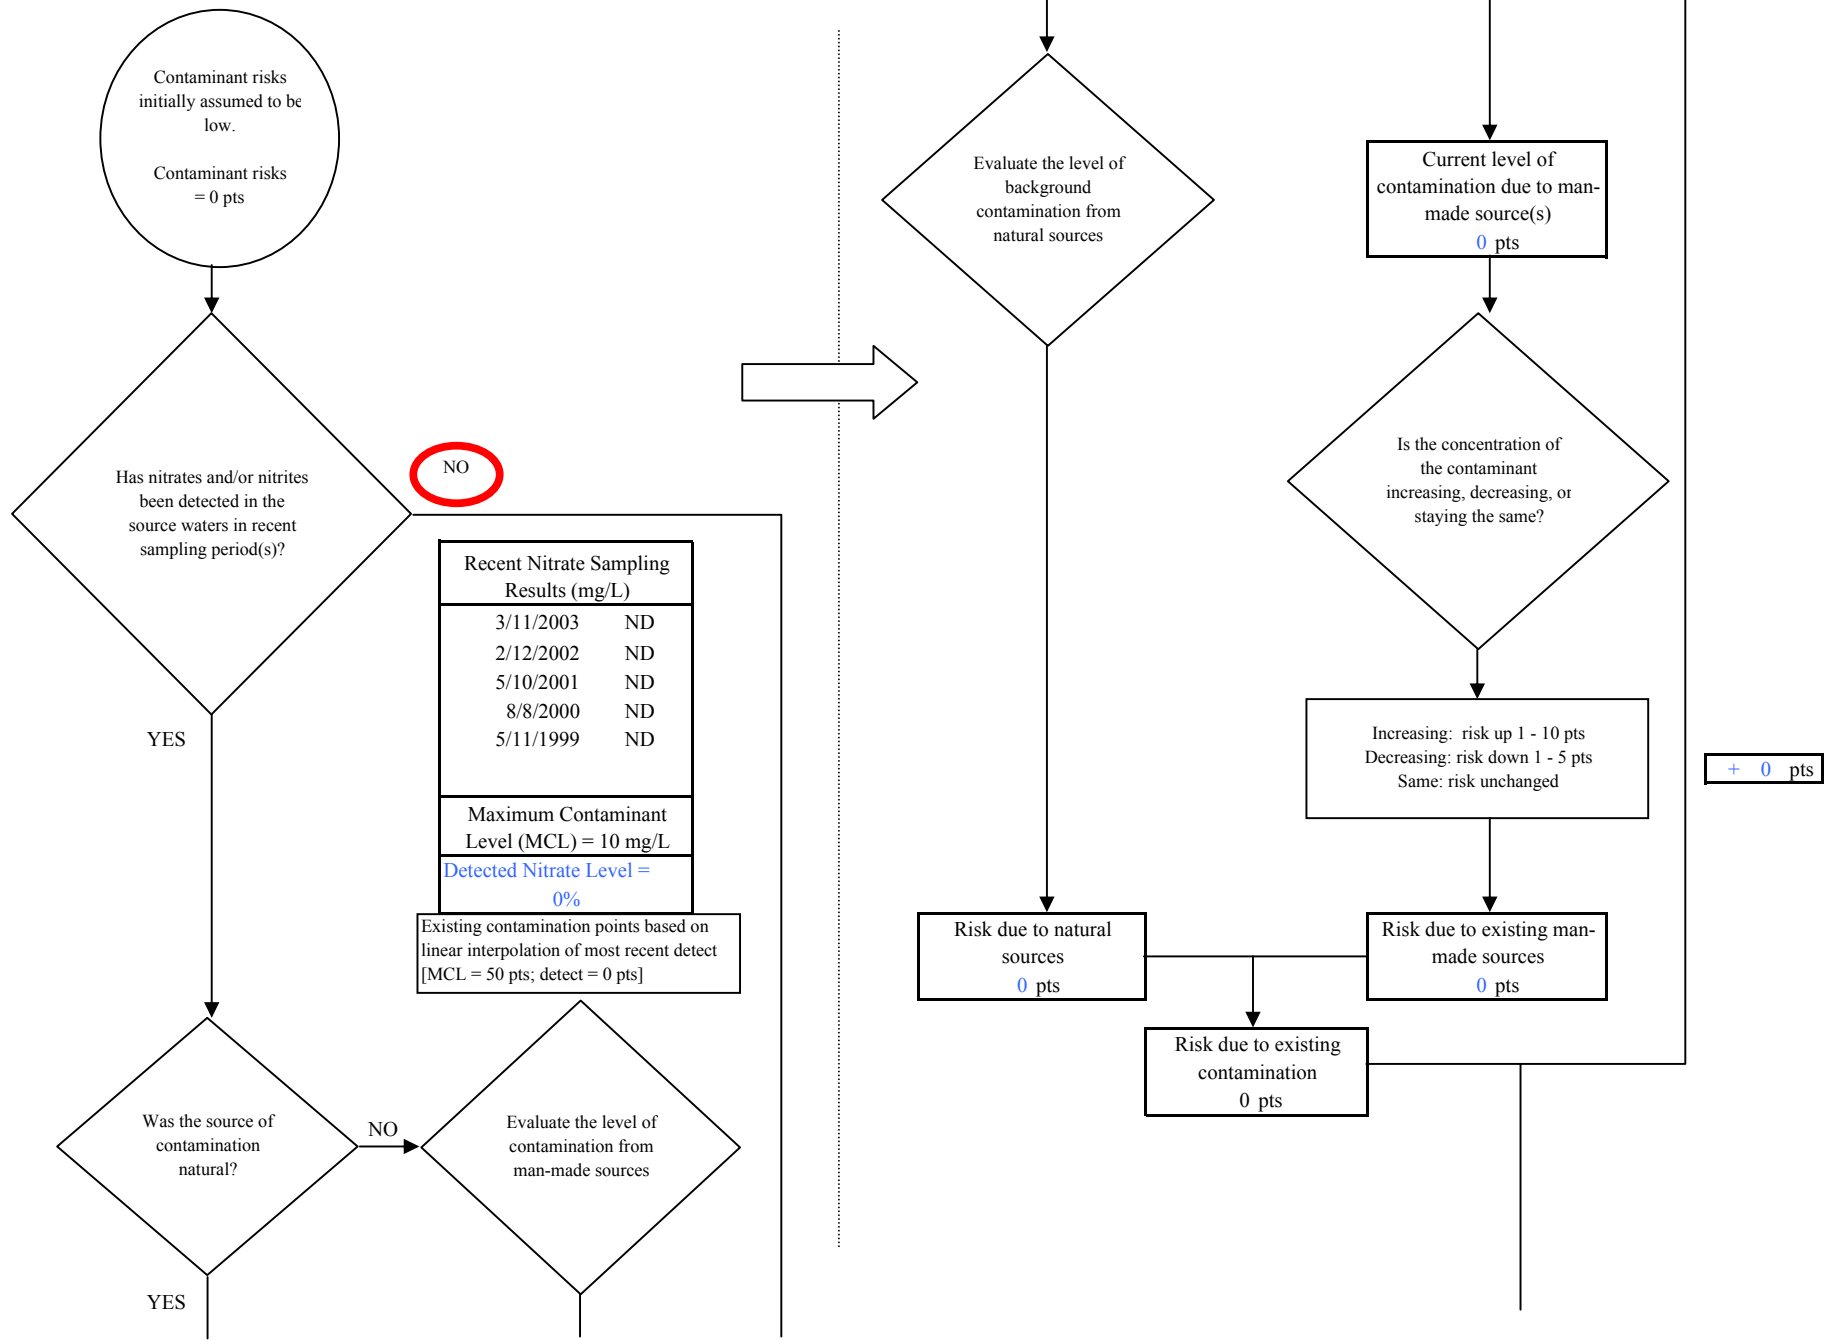 Contaminant risks
initially assumed to be
low.
Contaminant risks
= 0 pts
Has nitrates and/or nitrites
been detected in the
source waters in recent
sampling period(s)?
NO
YES
Recent Nitrate Sampling
Results (mg/L)
3/11/2003 ND
2/12/2002 ND
5/10/2001 ND
8/8/2000 ND
5/11/1999 ND
Maximum Contaminant
Level (MCL) = 10 mg/L
Detected Nitrate Level =
0%
Existing contamination points based on
linear interpolation of most recent detect
[MCL = 50 pts; detect = 0 pts]
Was the source of
contamination
natural?
NO
YES
Evaluate the level of
contamination from
man-made sources
Evaluate the level of
background
contamination from
natural sources
Current level of
contamination due to man-
made source(s)
0 pts
Is the concentration of
the contaminant
increasing, decreasing, or
staying the same?
Increasing: risk up 1 - 10 pts
Decreasing: risk down 1 - 5 pts
Same: risk unchanged
+ 0 pts
Risk due to natural
sources
0 pts
Risk due to existing man-
made sources
0 pts
Risk due to existing
contamination
0 pts